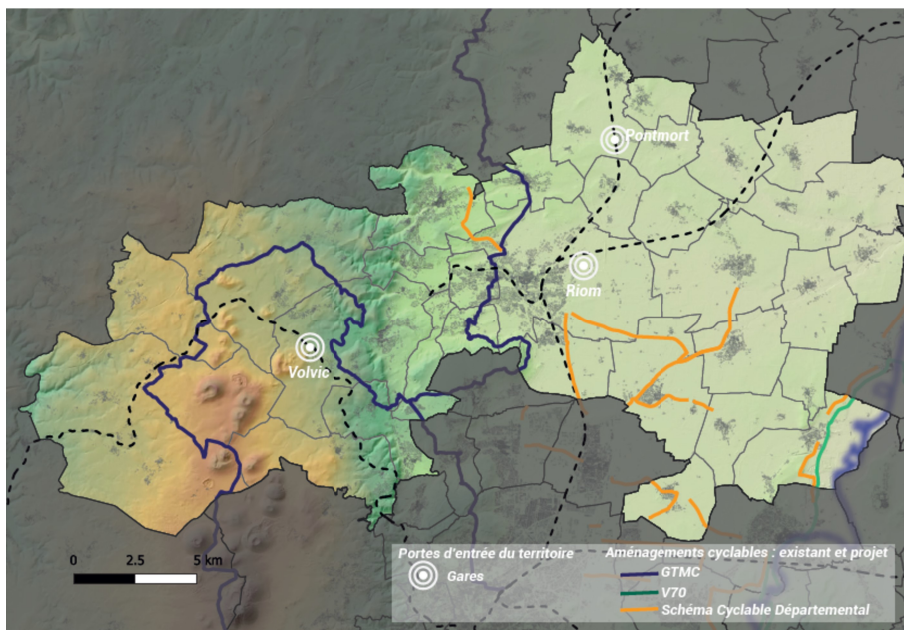 Pontmort
Riom
Volvic
0 2.5 5 km
Portes d'entrée du territoire
Gares
Aménagements cyclables : existant et projet
GTMC
V70
Schéma Cyclable Départemental